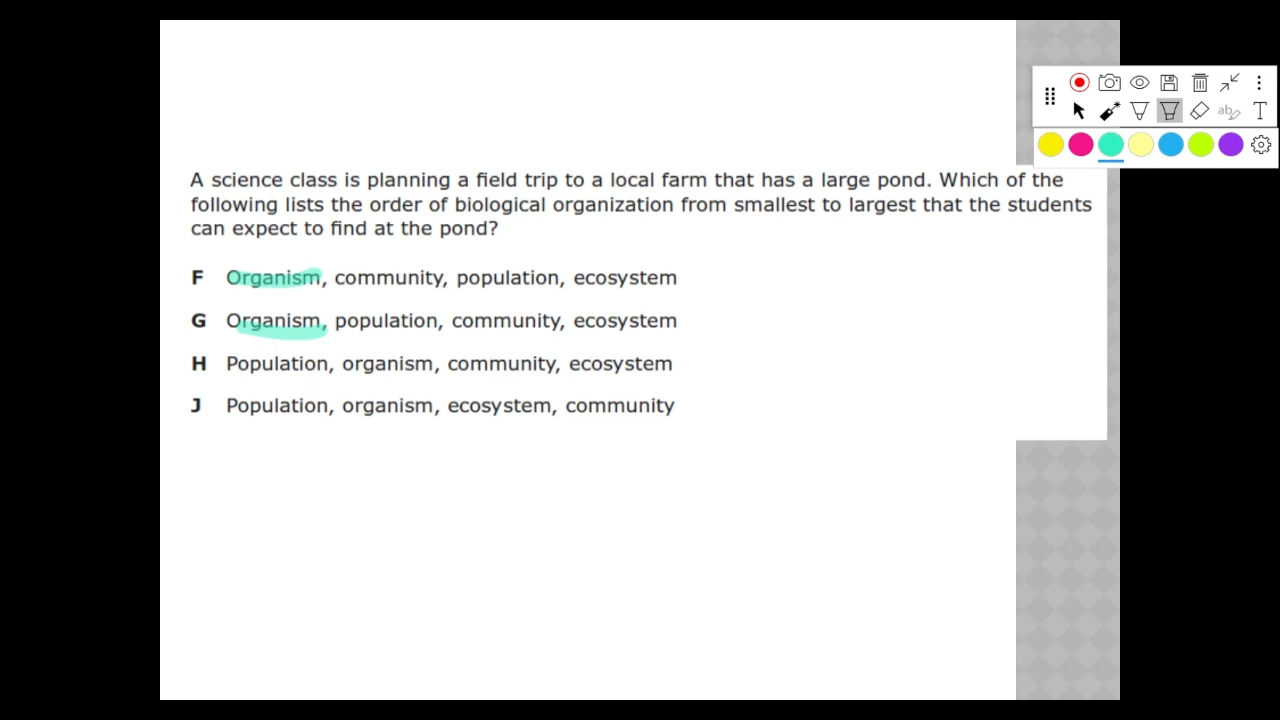 A science class is planning a field trip to a local farm that has a large pond. Which of the
following lists the order of biological organization from smallest to largest that the students
can expect to find at the pond?
F Organism, community, population, ecosystem
G Organism, population, community, ecosystem
H Population, organism, community, ecosystem
J Population, organism, ecosystem, community
ab
T